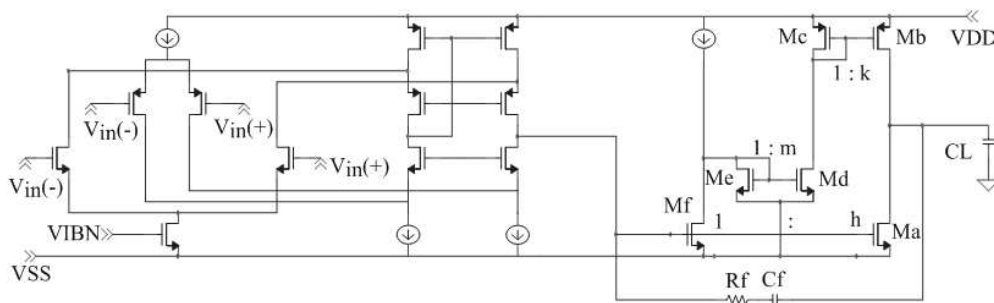 Mc
Mb
VDD
1 : k
Vin(-)
Vin(+)
CL
1 : m
Vin(-)
Vin(+)
Me
Md
Mf
VIBN
1
:
h
Ma
VSS
Rf
Cf